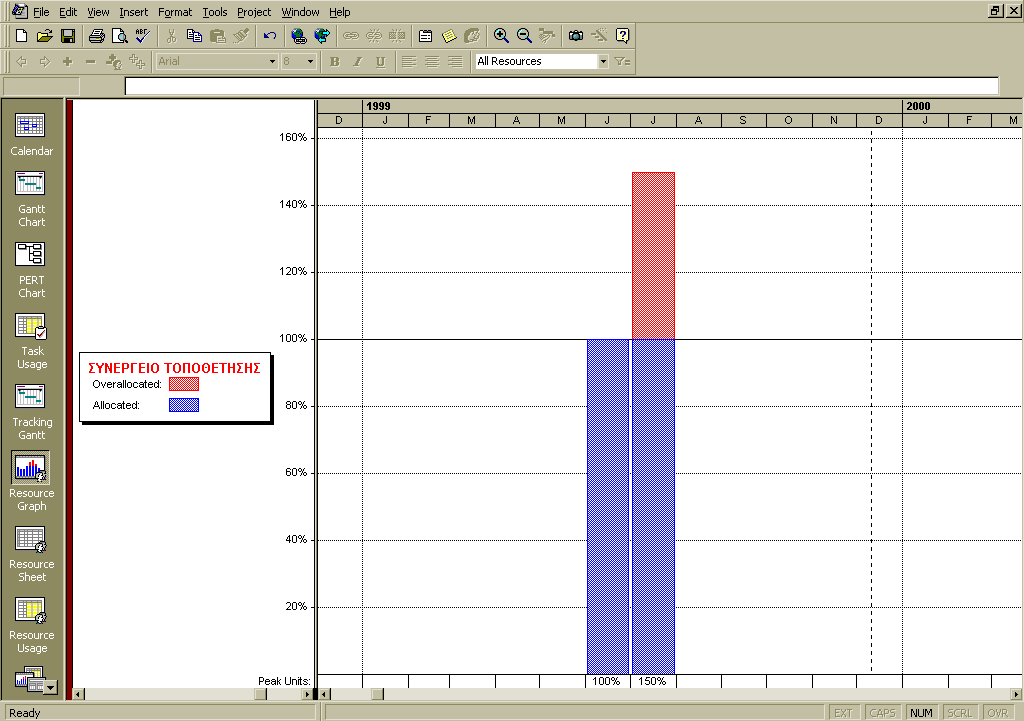 File Edit View Insert Format Tools Project Window Help
Arial 8 B I U All Resources
1999 2000
D J F M A M J J A S O N D J F M
Calendar
Gantt
Chart
PERT
Chart
Task
Usage
Tracking
Gantt
Resource
Graph
Resource
Sheet
Resource
Usage
ΣΥΝΕΡΓΕΙΟ ΤΟΠΟΘΕΤΗΣΗΣ
Overallocated:
Allocated:
160%
140%
120%
100%
80%
60%
40%
20%
Peak Units: 100% 150%
Ready EXT CAPS NUM SCRL OVR